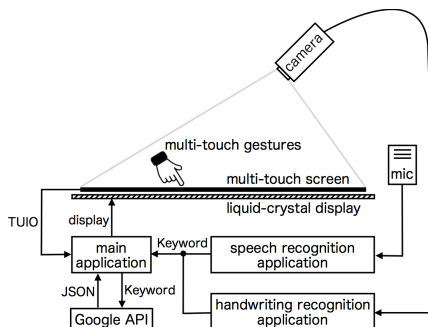 camera
multi-touch gestures
multi-touch screen
mic
liquid-crystal display
TUIO
display
main
application
Keyword
speech recognition
application
JSON
Keyword
Google API
handwriting recognition
application